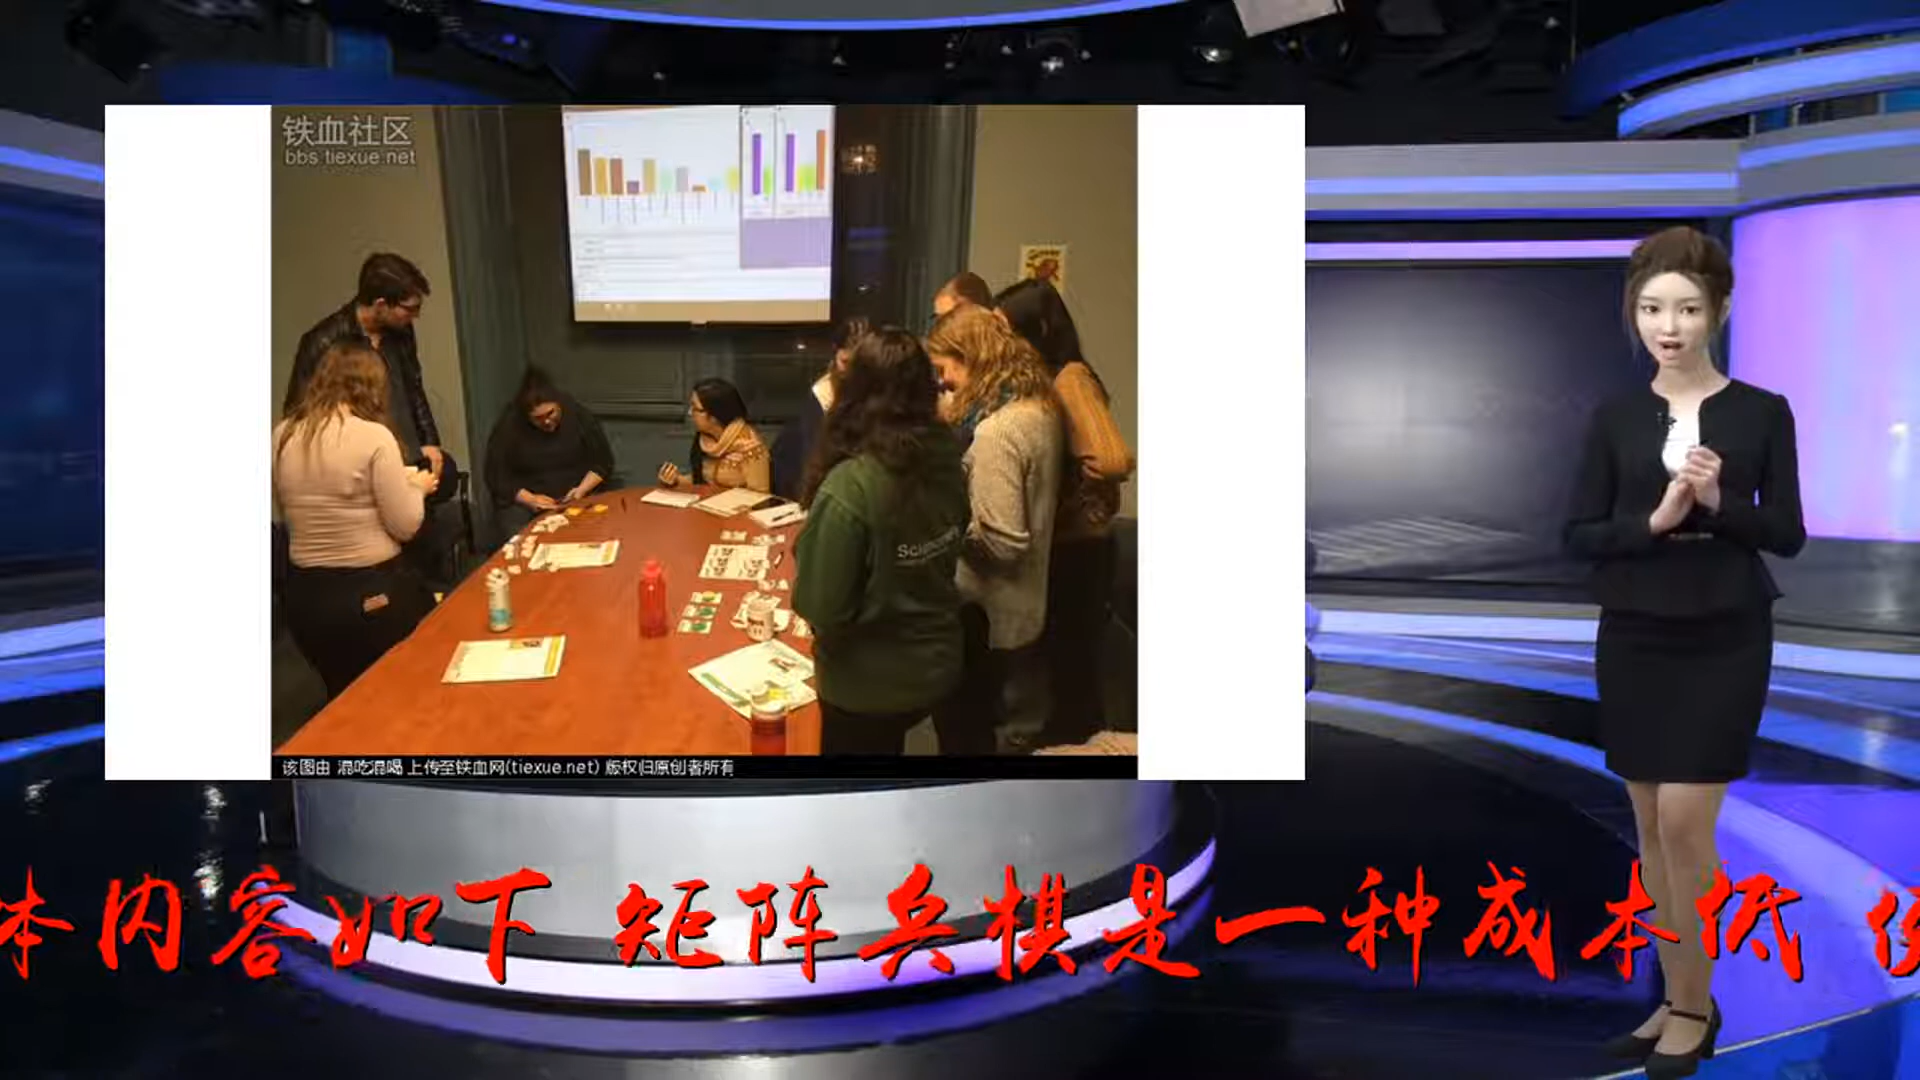 铁血社区
bbs.tiexue.net
该图由 混吃混喝 上传至铁血网(tiexue.net) 版权归原创者所有
本内容如下 矩阵兵棋是一种成本低